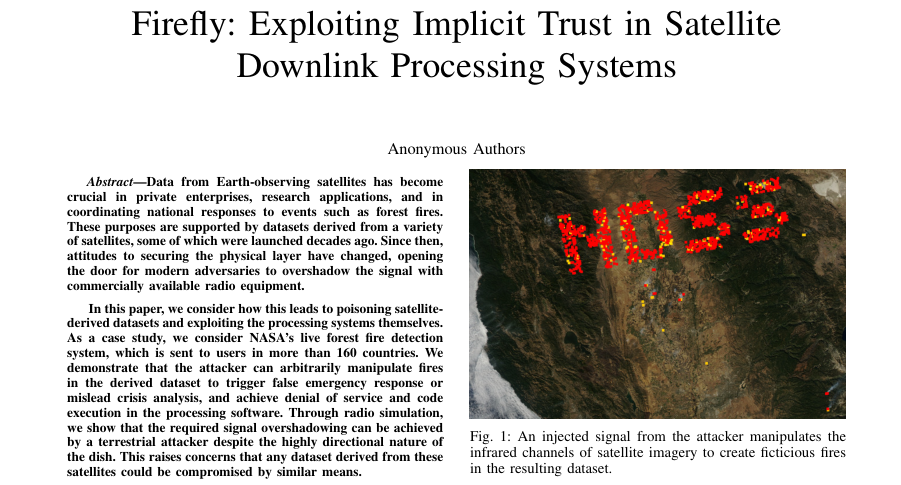 Firefly: Exploiting Implicit Trust in Satellite
Downlink Processing Systems
Anonymous Authors
Abstract—Data from Earth-observing satellites has become
crucial in private enterprises, research applications, and in
coordinating national responses to events such as forest fires.
These purposes are supported by datasets derived from a variety
of satellites, some of which were launched decades ago. Since then,
attitudes to securing the physical layer have changed, opening
the door for modern adversaries to overshadow the signal with
commercially available radio equipment.
In this paper, we consider how this leads to poisoning satellite-
derived datasets and exploiting the processing systems themselves.
As a case study, we consider NASA's live forest fire detection
system, which is sent to users in more than 160 countries. We
demonstrate that the attacker can arbitrarily manipulate fires
in the derived dataset to trigger false emergency response or
mislead crisis analysis, and achieve denial of service and code
execution in the processing software. Through radio simulation,
we show that the required signal overshadowing can be achieved
by a terrestrial attacker despite the highly directional nature of
the dish. This raises concerns that any dataset derived from these
satellites could be compromised by similar means.
Fig. 1: An injected signal from the attacker manipulates the
infrared channels of satellite imagery to create ficticious fires
in the resulting dataset.